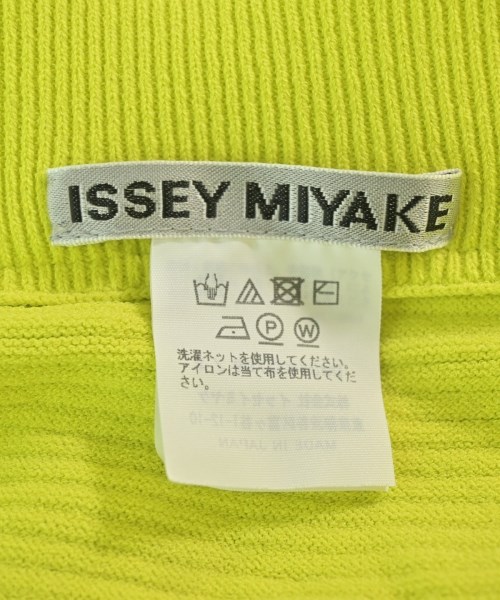 ISSEY MIYAKE
P W
洗濯ネットを使用してください。
アイロンは当て布を使用してくだ
さい。
MADE IN JAPAN